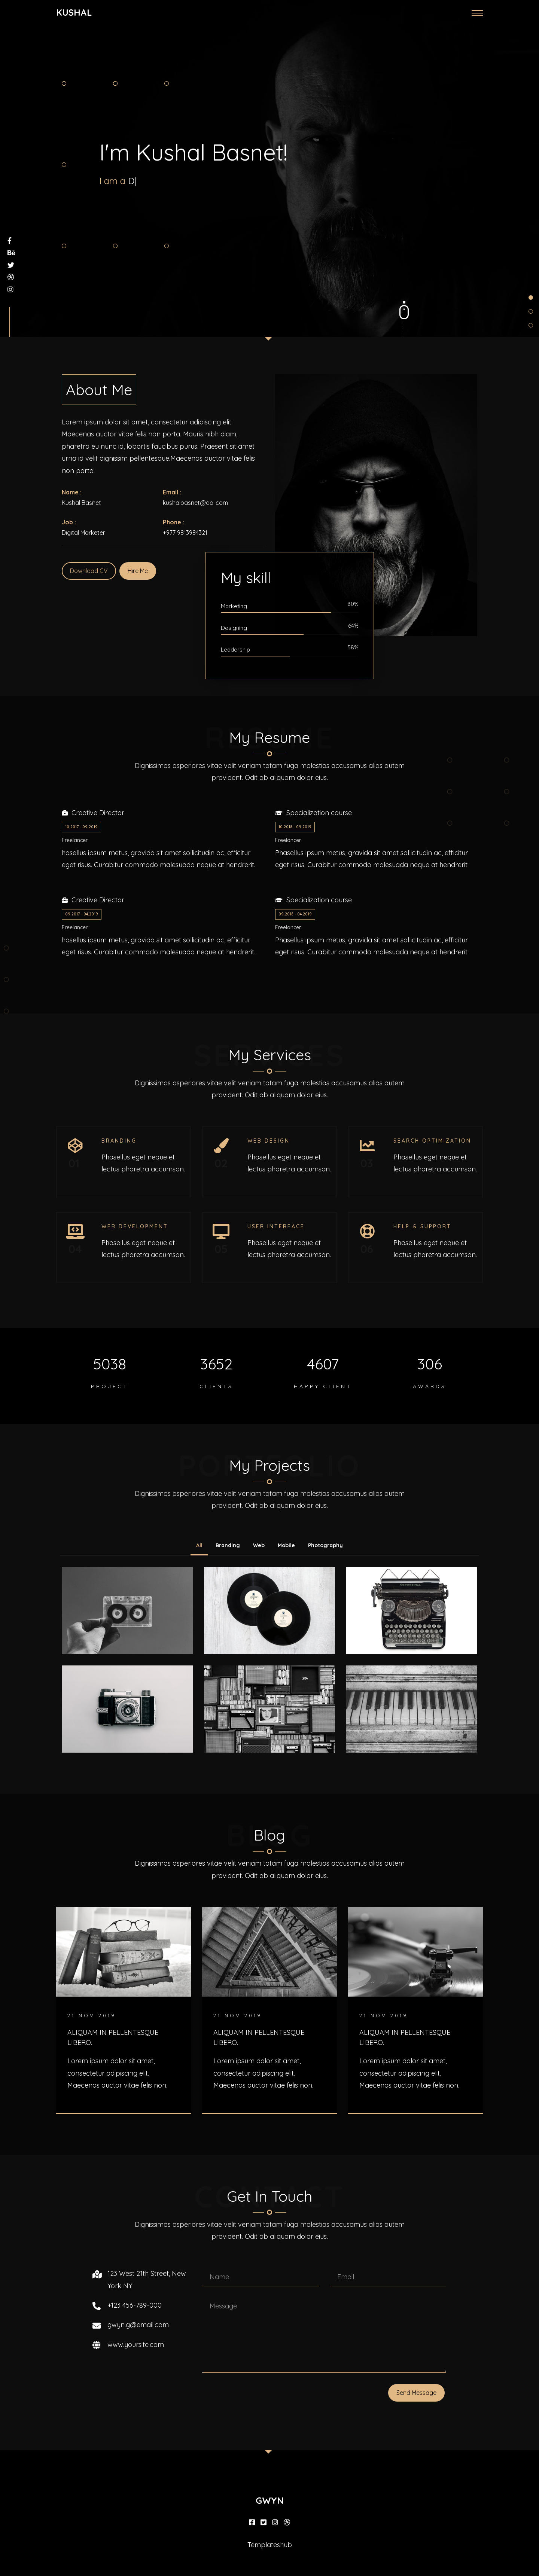 KUSHAL
I'm Kushal Basnet!
I am a D|
Bē
About Me
Lorem ipsum dolor sit amet, consectetur adipiscing elit.
Maecenas auctor vitae felis non porta. Mauris nibh diam,
pharetra eu nunc id, lobortis faucibus purus. Praesent sit amet
urna id velit dignissim pellentesque.Maecenas auctor vitae felis
non porta.
Name :
Kushal Basnet
Email :
kushalbasnet@aol.com
Job :
Digital Marketer
Phone :
+977 9813984321
Download CV
Hire Me
My skill
Marketing 80%
Designing 64%
Leadership 58%
My Resume
Dignissimos asperiores vitae velit veniam totam fuga molestias accusamus alias autem
provident. Odit ab aliquam dolor eius.
Creative Director
10.2017 - 09.2019
Freelancer
hasellus ipsum metus, gravida sit amet sollicitudin ac, efficitur
eget risus. Curabitur commodo malesuada neque at hendrerit.
Specialization course
10.2018 - 09.2019
Freelancer
Phasellus ipsum metus, gravida sit amet sollicitudin ac, efficitur
eget risus. Curabitur commodo malesuada neque at hendrerit.
Creative Director
09.2017 - 04.2019
Freelancer
hasellus ipsum metus, gravida sit amet sollicitudin ac, efficitur
eget risus. Curabitur commodo malesuada neque at hendrerit.
Specialization course
09.2018 - 04.2019
Freelancer
Phasellus ipsum metus, gravida sit amet sollicitudin ac, efficitur
eget risus. Curabitur commodo malesuada neque at hendrerit.
SERVICES
My Services
Dignissimos asperiores vitae velit veniam totam fuga molestias accusamus alias autem
provident. Odit ab aliquam dolor eius.
01
BRANDING
Phasellus eget neque et
lectus pharetra accumsan.
02
WEB DESIGN
Phasellus eget neque et
lectus pharetra accumsan.
03
SEARCH OPTIMIZATION
Phasellus eget neque et
lectus pharetra accumsan.
04
WEB DEVELOPMENT
Phasellus eget neque et
lectus pharetra accumsan.
05
USER INTERFACE
Phasellus eget neque et
lectus pharetra accumsan.
06
HELP & SUPPORT
Phasellus eget neque et
lectus pharetra accumsan.
5038 3652 4607 306
PROJECT CLIENTS HAPPY CLIENT AWARDS
PORTFOLIO
My Projects
Dignissimos asperiores vitae velit veniam totam fuga molestias accusamus alias autem
provident. Odit ab aliquam dolor eius.
All Branding Web Mobile Photography
BLOG
Blog
Dignissimos asperiores vitae velit veniam totam fuga molestias accusamus alias autem
provident. Odit ab aliquam dolor eius.
21 NOV 2019
ALIQUAM IN PELLENTESQUE
LIBERO.
Lorem ipsum dolor sit amet,
consectetur adipiscing elit.
Maecenas auctor vitae felis non.
21 NOV 2019
ALIQUAM IN PELLENTESQUE
LIBERO.
Lorem ipsum dolor sit amet,
consectetur adipiscing elit.
Maecenas auctor vitae felis non.
21 NOV 2019
ALIQUAM IN PELLENTESQUE
LIBERO.
Lorem ipsum dolor sit amet,
consectetur adipiscing elit.
Maecenas auctor vitae felis non.
CONTACT
Get In Touch
Dignissimos asperiores vitae velit veniam totam fuga molestias accusamus alias autem
provident. Odit ab aliquam dolor eius.
123 West 21th Street, New
York NY
+123 456-789-000
gwyn.g@email.com
www.yoursite.com
Name
Email
Message
Send Message
GWYN
Templateshub